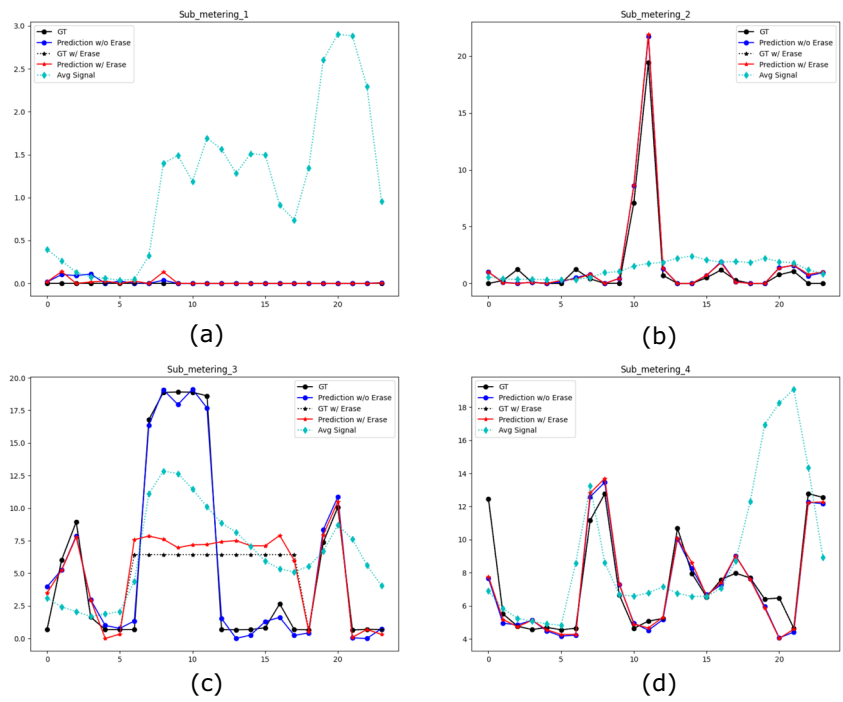 Sub_metering_1
3.0
2.5
2.0
1.5
1.0
0.5
0.0
0 5 10 15 20
GT
Prediction w/o Erase
GT w/ Erase
Prediction w/ Erase
Avg Signal
(a)
Sub_metering_2
20
15
10
5
0
0 5 10 15 20
GT
Prediction w/o Erase
GT w/ Erase
Prediction w/ Erase
Avg Signal
(b)
Sub_metering_3
20.0
17.5
15.0
12.5
10.0
7.5
5.0
2.5
0.0
0 5 10 15 20
GT
Prediction w/o Erase
GT w/ Erase
Prediction w/ Erase
Avg Signal
(c)
Sub_metering_4
18
16
14
12
10
8
6
4
0 5 10 15 20
GT
Prediction w/o Erase
GT w/ Erase
Prediction w/ Erase
Avg Signal
(d)